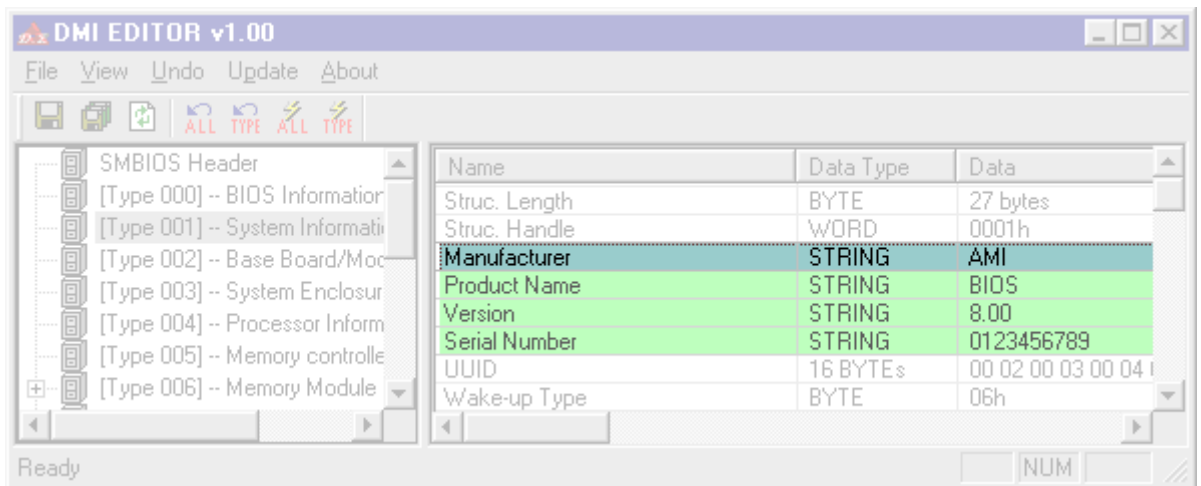 DMI EDITOR v1.00
File View Undo Update About
ALL TYPE ALL TYPE
SMBIOS Header
[Type 000] -- BIOS Information
[Type 001] -- System Informati
[Type 002] -- Base Board/Moc
[Type 003] -- System Enclosur
[Type 004] -- Processor Inform
[Type 005] -- Memory controlle
[Type 006] -- Memory Module
Name Data Type Data
Struc. Length BYTE 27 bytes
Struc. Handle WORD 0001h
Manufacturer STRING AMI
Product Name STRING BIOS
Version STRING 8.00
Serial Number STRING 0123456789
UUID 16 BYTEs 00 02 00 03 00 04
Wake-up Type BYTE 06h
Ready NUM